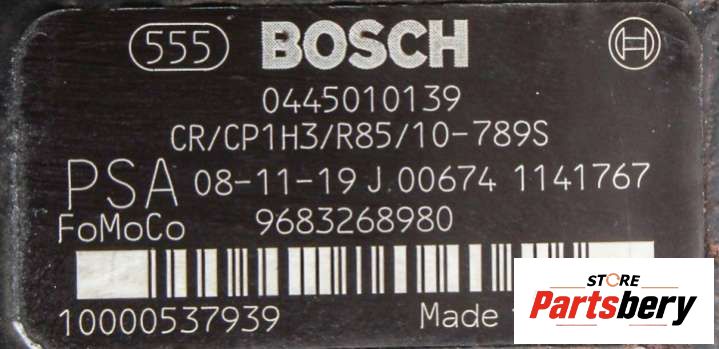 555 BOSCH
0445010139
CR/CP1H3/R85/10-789S
PSA 08-11-19 J.00674 1141767
FoMoCo 9683268980
10000537939 Made
STORE
Partsbery